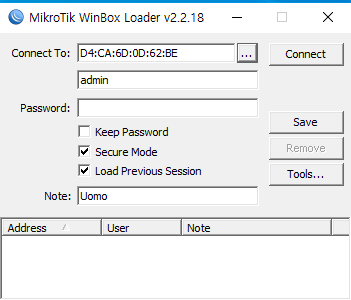 MikroTik WinBox Loader v2.2.18
Connect To: D4:CA:6D:0D:62:BE ... Connect
admin
Password:
Keep Password Save
Secure Mode Remove
Load Previous Session Tools...
Note: Uomo
Address User Note